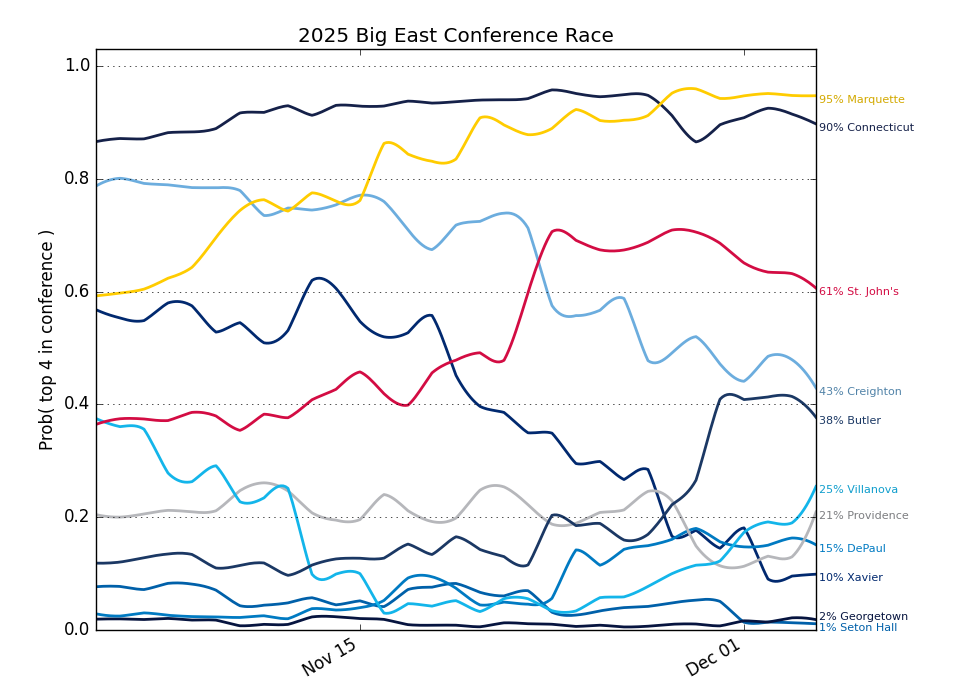 2025 Big East Conference Race
Prob( top 4 in conference )
1.0
0.8
0.6
0.4
0.2
0.0
Nov 15
Dec 01
95% Marquette
90% Connecticut
61% St. John's
43% Creighton
38% Butler
25% Villanova
21% Providence
15% DePaul
10% Xavier
2% Georgetown
1% Seton Hall